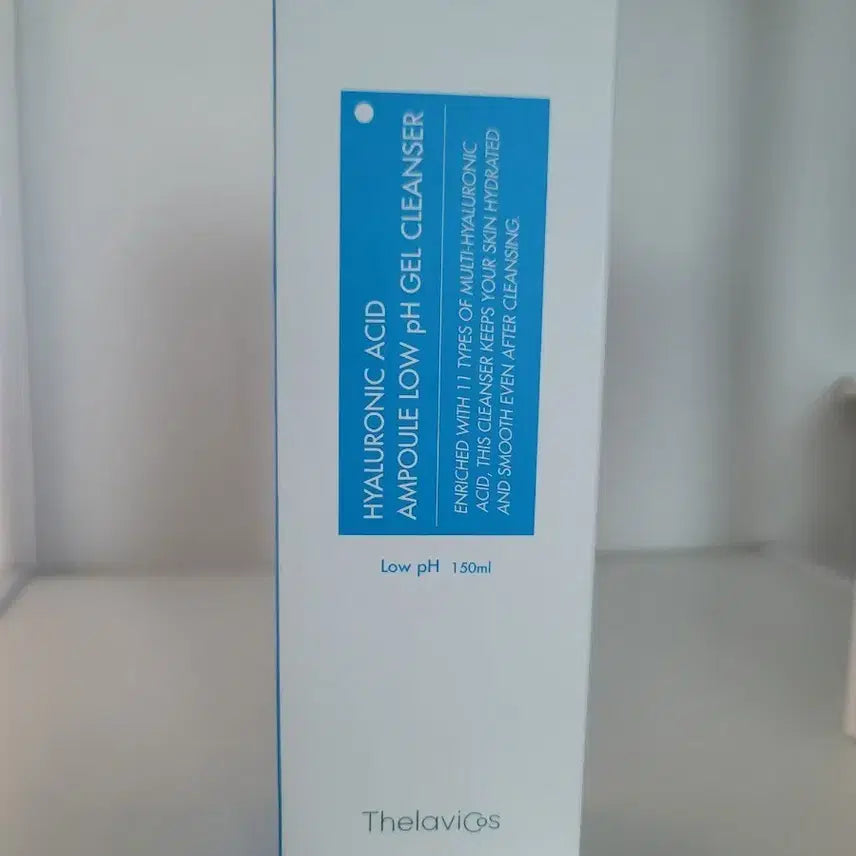 HYALURONIC ACID
AMPOULE LOW pH GEL CLEANSER
ENRICHED WITH 11 TYPES OF MULTI-HYALURONIC
ACID, THIS CLEANSER KEEPS YOUR SKIN HYDRATED
AND SMOOTH EVEN AFTER CLEANSING.
Low pH 150ml
ThelaviCos